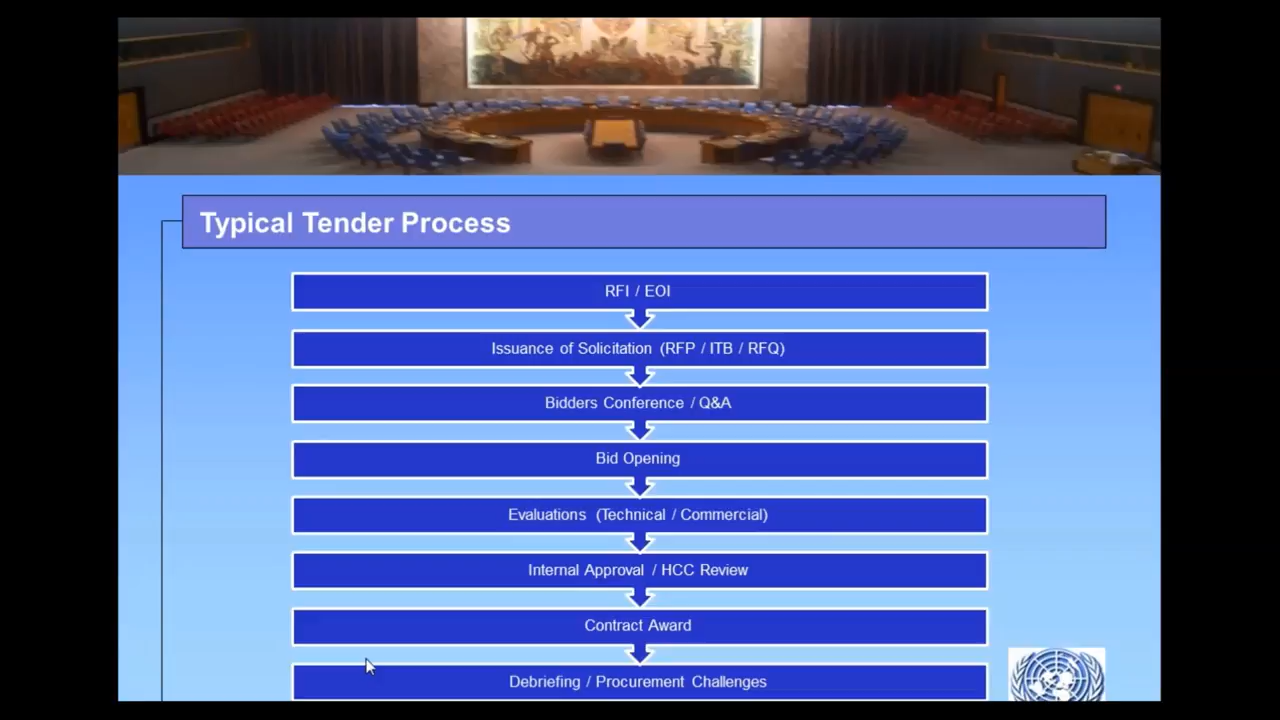 Typical Tender Process
RFI / EOI
Issuance of Solicitation (RFP / ITB / RFQ)
Bidders Conference / Q&A
Bid Opening
Evaluations (Technical / Commercial)
Internal Approval / HCC Review
Contract Award
Debriefing / Procurement Challenges